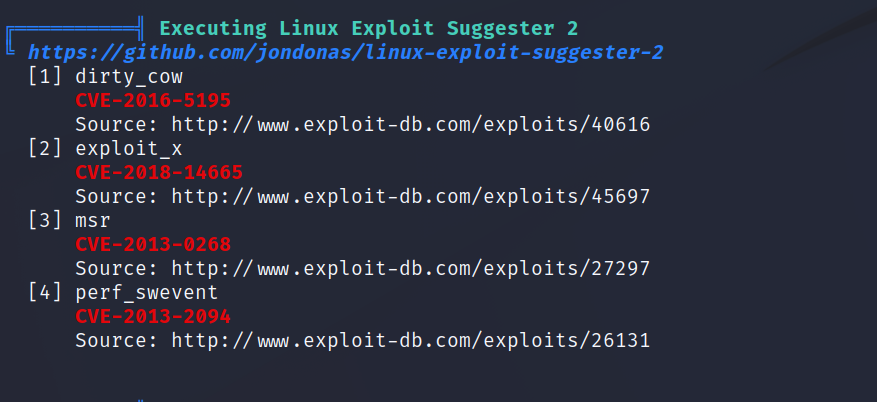 Executing Linux Exploit Suggester 2
https://github.com/jondonas/linux-exploit-suggester-2
[1] dirty_cow
CVE-2016-5195
Source: http://www.exploit-db.com/exploits/40616
[2] exploit_x
CVE-2018-14665
Source: http://www.exploit-db.com/exploits/45697
[3] msr
CVE-2013-0268
Source: http://www.exploit-db.com/exploits/27297
[4] perf_swevent
CVE-2013-2094
Source: http://www.exploit-db.com/exploits/26131